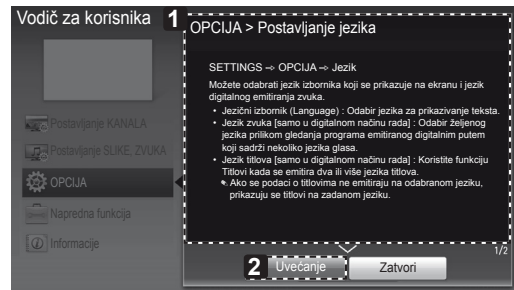 Vodič za korisnika
1
OPCIJA > Postavljanje jezika
SETTINGS ➾ OPCIJA ➾ Jezik
Možete odabrati jezik izbornika koji se prikazuje na ekranu i jezik
digitalnog emitiranja zvuka.
• Jezični izbornik (Language) : Odabir jezika za prikazivanje teksta.
• Jezik zvuka [samo u digitalnom načinu rada] : Odabir željenog
jezika prilikom gledanja programa emitiranog digitalnim putem
koji sadrži nekoliko jezika glasa.
• Jezik titlova [samo u digitalnom načinu rada] : Koristite funkciju
Titlovi kada se emitira dva ili više jezika titlova.
Ako se podaci o titlovima ne emitiraju na odabranom jeziku,
prikazuju se titlovi na zadanom jeziku.
Postavljanje KANALA
Postavljanje SLIKE, ZVUKA
OPCIJA
Napredna funkcija
Informacije
1/2
2
Uvećanje
Zatvori